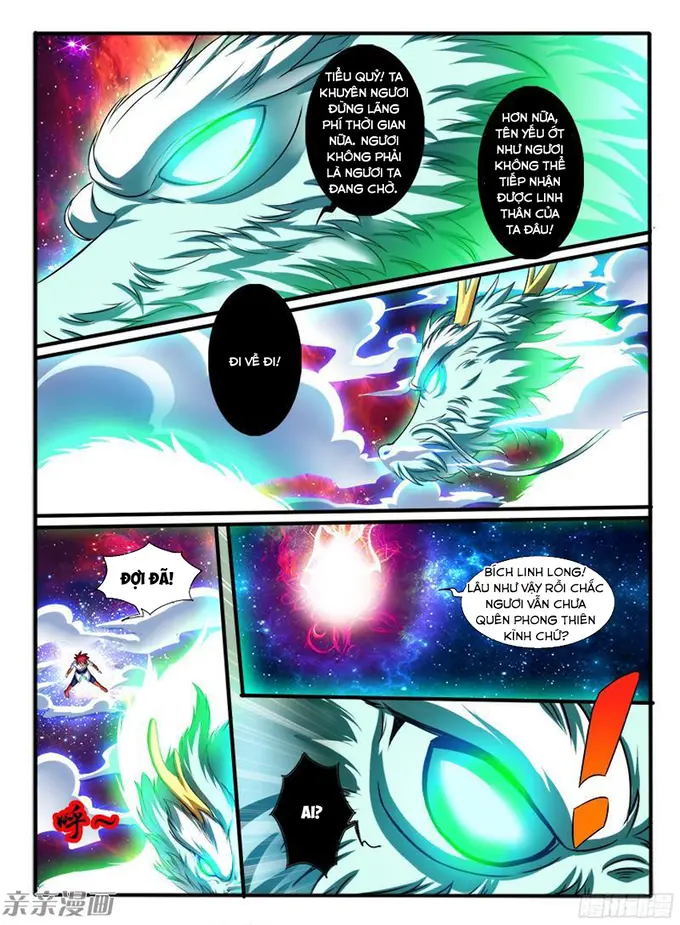 TIỂU QUỶ! TA
KHUYÊN NGƯƠI
ĐỪNG LÃNG
PHÍ THỜI GIAN
NỮA. NGƯƠI
KHÔNG PHẢI
LÀ NGƯƠI TA
ĐANG CHỜ.
HƠN NỮA,
TÊN YẾU ỚT
NHƯ NGƯƠI
KHÔNG THỂ
TIẾP NHẬN
ĐƯỢC LINH
THÂN CỦA
TA ĐÂU!
ĐI VỀ ĐI!
ĐỢI ĐÃ!
BÍCH LINH LONG!
LÂU NHƯ VẬY RỒI CHẮC
NGƯƠI VẪN CHƯA
QUÊN PHONG THIÊN
KÍNH CHỨ?
AI?
呼~
亲亲漫画